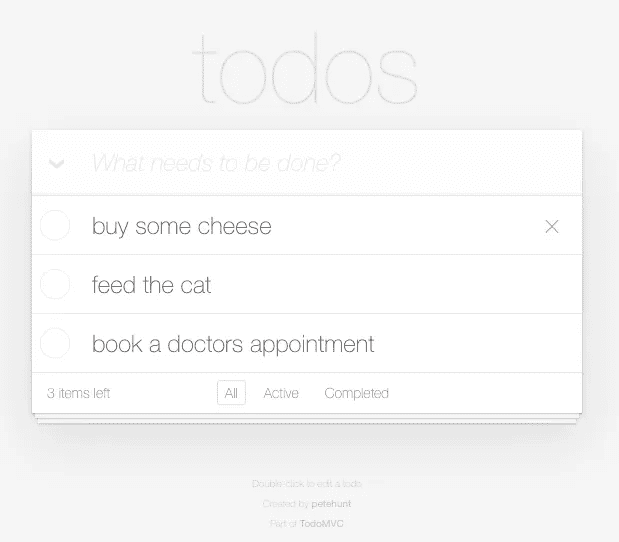 todos
What needs to be done?
buy some cheese
feed the cat
book a doctors appointment
3 items left All Active Completed
Double-click to edit a todo
Created by petehunt
Part of TodoMVC